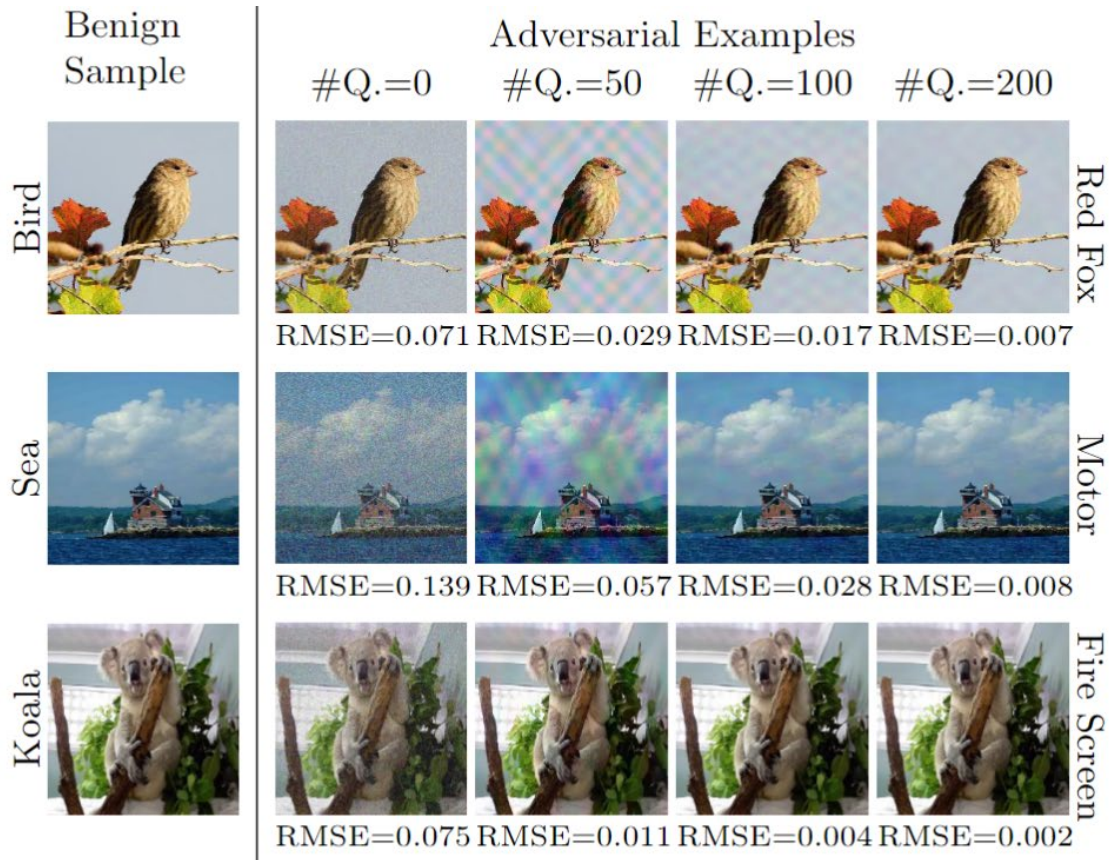 Benign
Sample
Adversarial Examples
#Q.=0 #Q.=50 #Q.=100 #Q.=200
Bird
Red Fox
RMSE=0.071 RMSE=0.029 RMSE=0.017 RMSE=0.007
Sea
Motor
RMSE=0.139 RMSE=0.057 RMSE=0.028 RMSE=0.008
Koala
Fire Screen
RMSE=0.075 RMSE=0.011 RMSE=0.004 RMSE=0.002